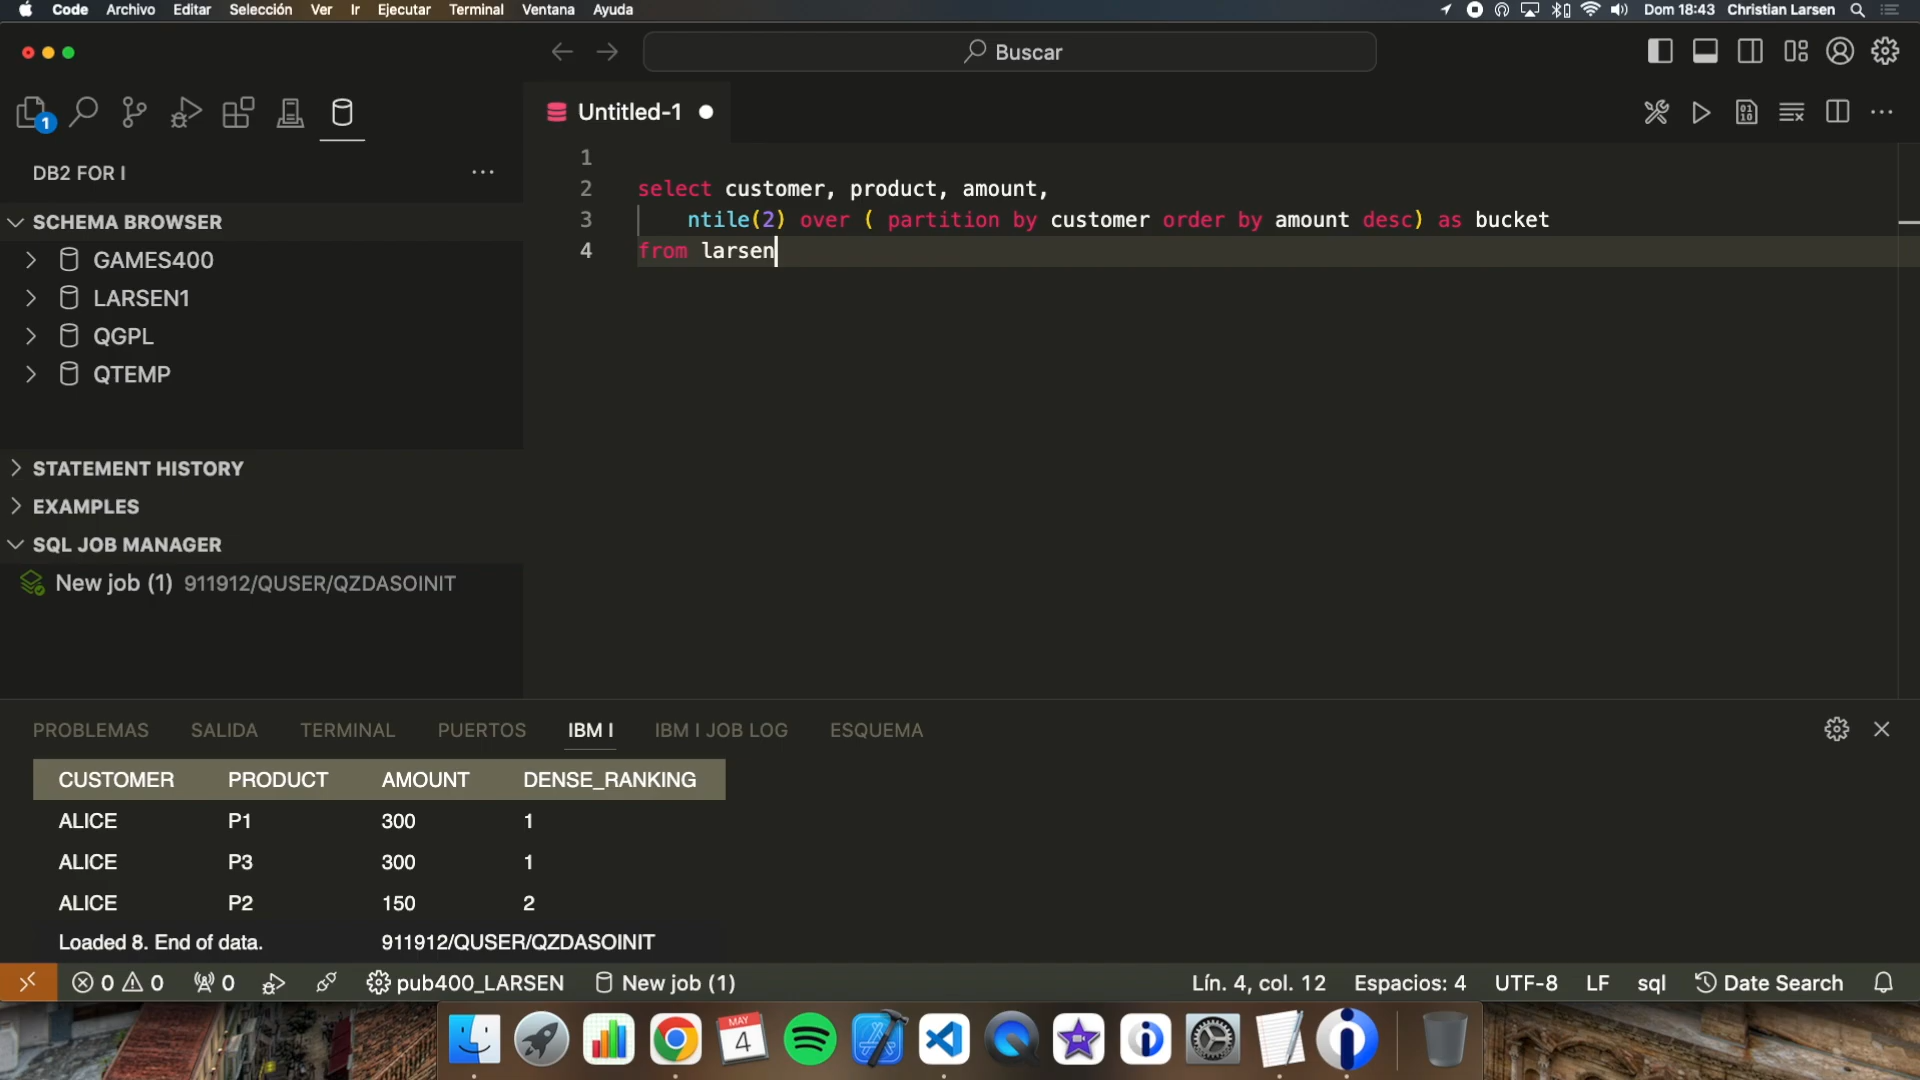 Code Archivo Editar Selección Ver Ir Ejecutar Terminal Ventana Ayuda Dom 18:43 Christian Larsen
Buscar
1
Untitled-1
DB2 FOR I
SCHEMA BROWSER
GAMES400
LARSEN1
QGPL
QTEMP
STATEMENT HISTORY
EXAMPLES
SQL JOB MANAGER
New job (1) 911912/QUSER/QZDASOINIT
1
2 select customer, product, amount,
3 ntile(2) over ( partition by customer order by amount desc) as bucket
4 from larsen
PROBLEMAS SALIDA TERMINAL PUERTOS IBM I IBM I JOB LOG ESQUEMA
CUSTOMER PRODUCT AMOUNT DENSE_RANKING
ALICE P1 300 1
ALICE P3 300 1
ALICE P2 150 2
Loaded 8. End of data. 911912/QUSER/QZDASOINIT
0 0 0 pub400_LARSEN New job (1) Lín. 4, col. 12 Espacios: 4 UTF-8 LF sql Date Search
MAY
4